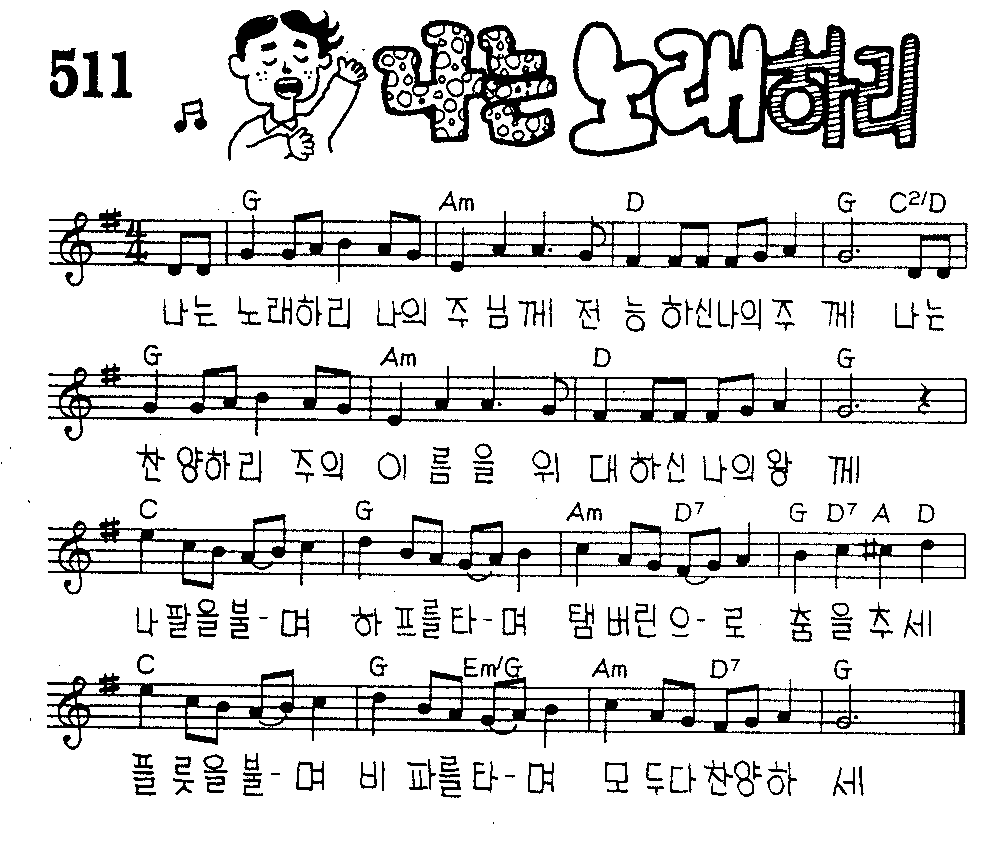 511
나는 노래하리
G Am D G C2/D
나는 노래하리 나의 주 님께 전 능 하신나의주 께 나는
G Am D G
찬 양하리 주의 이 름 을 위 대 하신 나의왕 께
C G Am D7 G D7 A D
나팔을불-며 하프를타-며 탬버린으-로 춤을추세
C G Em/G Am D7 G
플룻을불-며 비 파를타-며 모 두다찬양하 세